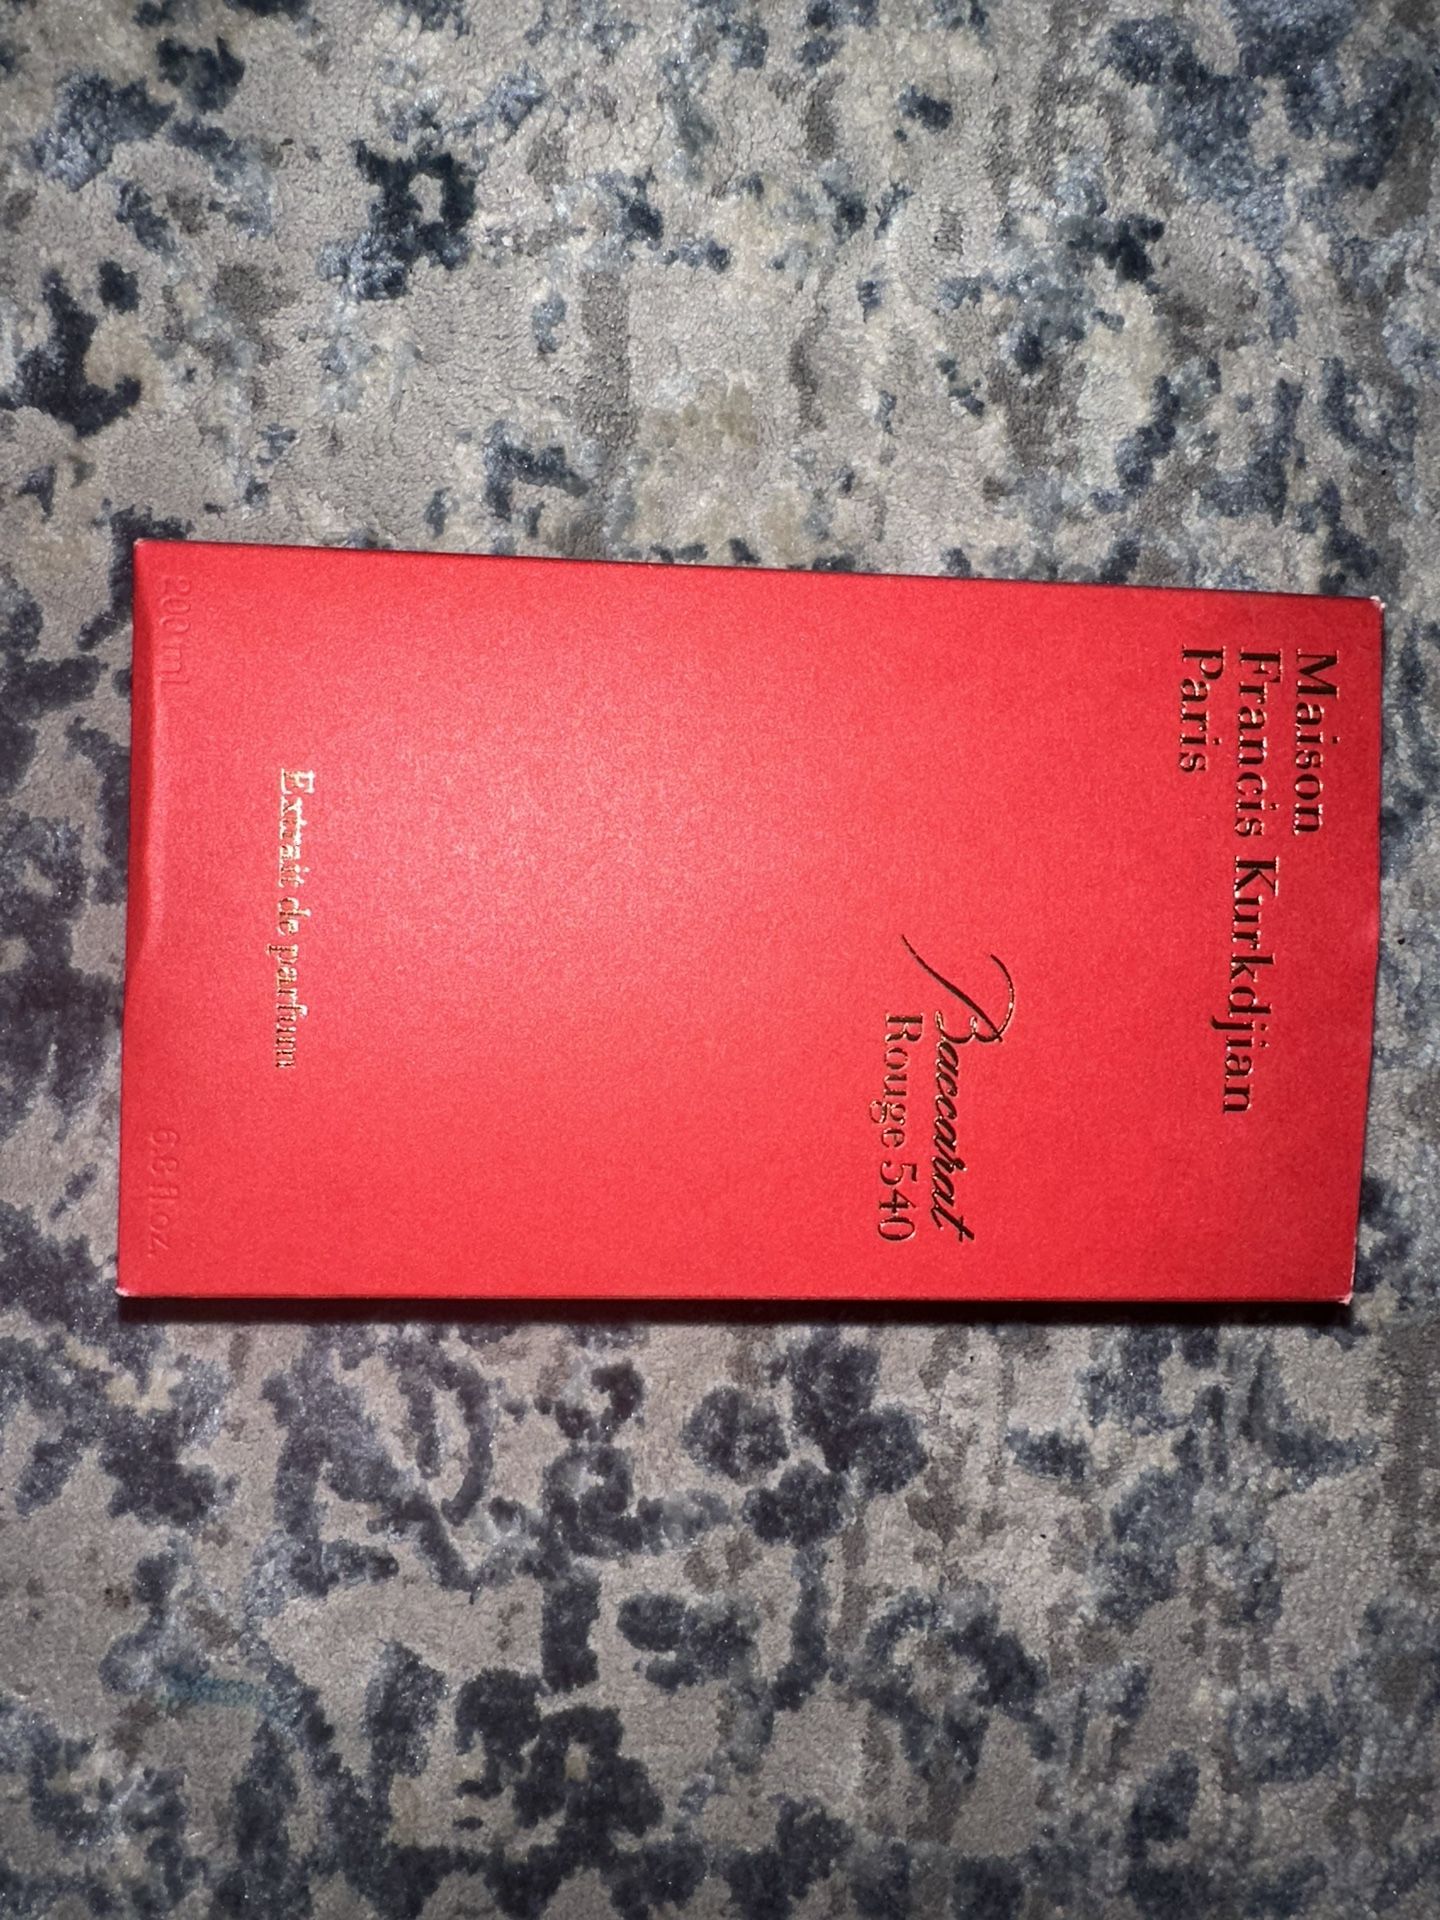 Maison
Francis Kurkdjian
Paris
Baccarat
Rouge 540
Extrait de parfum
200 ml 6.8 fl.oz